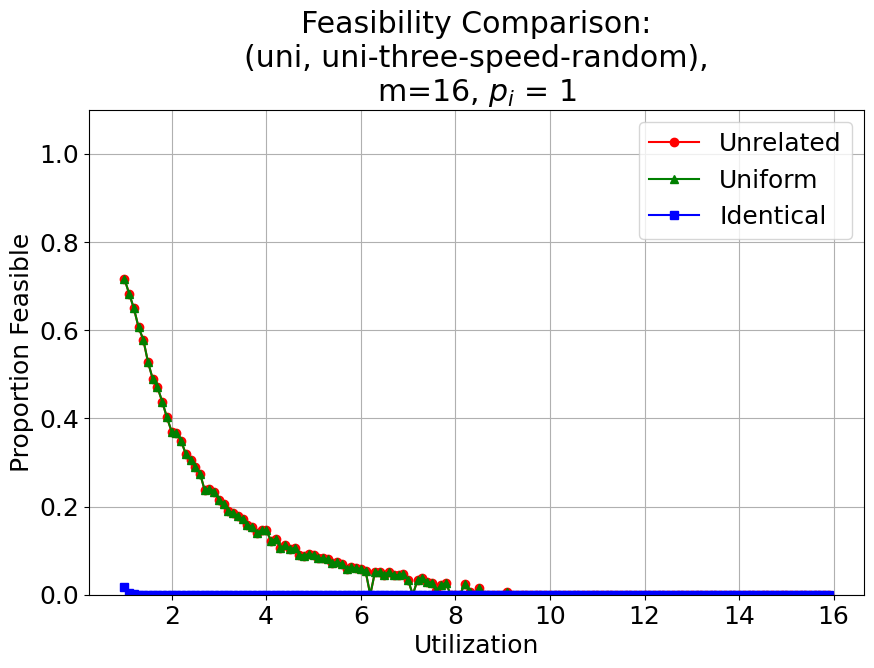 Feasibility Comparison:
(uni, uni-three-speed-random),
m=16, pᵢ = 1
Unrelated
Uniform
Identical
Proportion Feasible
1.0
0.8
0.6
0.4
0.2
0.0
2 4 6 8 10 12 14 16
Utilization